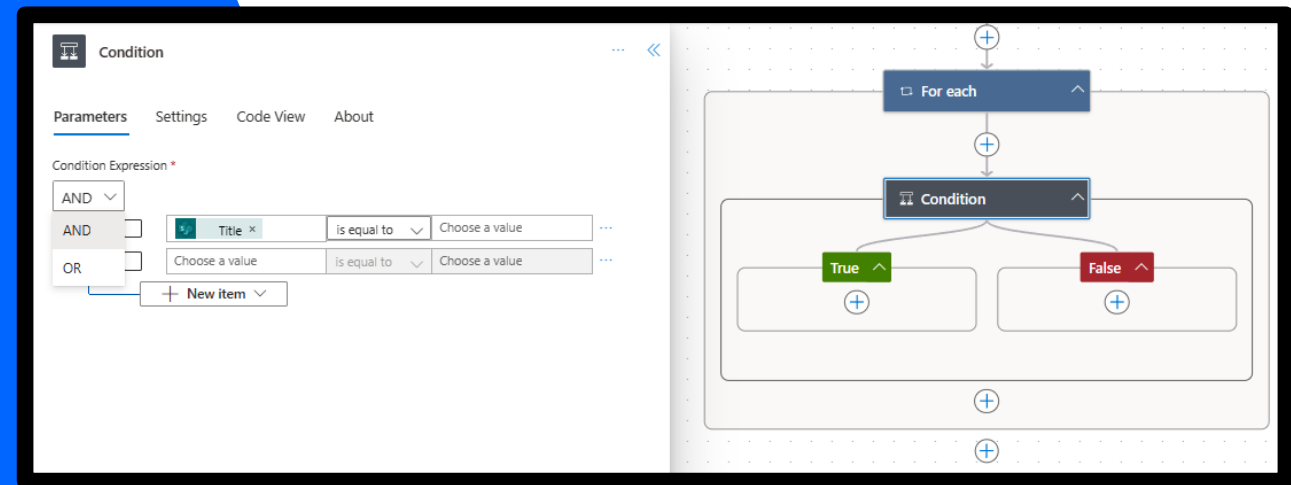 Condition
Parameters Settings Code View About
Condition Expression *
AND
AND
OR
Title × is equal to Choose a value
Choose a value is equal to Choose a value
New item
For each
Condition
True
False